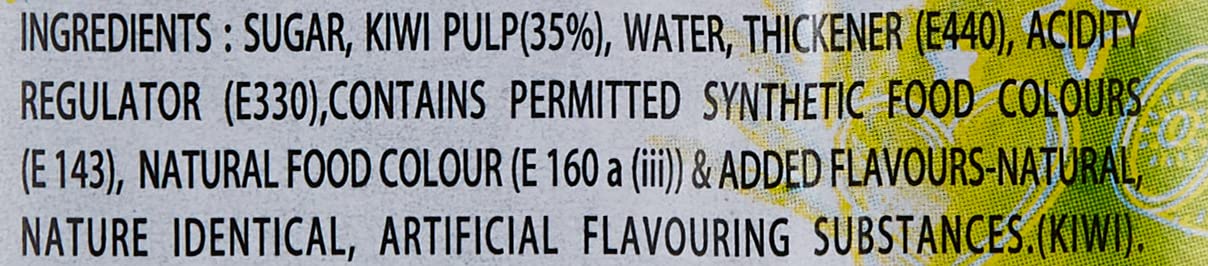 INGREDIENTS : SUGAR, KIWI PULP(35%), WATER, THICKENER (E440), ACIDITY
REGULATOR (E330),CONTAINS PERMITTED SYNTHETIC FOOD COLOURS
(E 143), NATURAL FOOD COLOUR (E 160 a (iii)) & ADDED FLAVOURS-NATURAL,
NATURE IDENTICAL, ARTIFICIAL FLAVOURING SUBSTANCES.(KIWI).